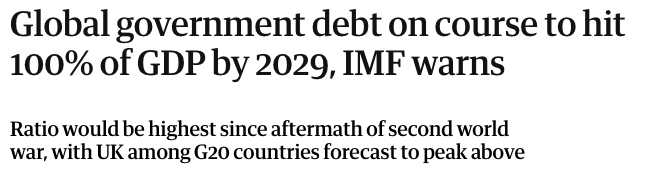 Global government debt on course to hit
100% of GDP by 2029, IMF warns
Ratio would be highest since aftermath of second world
war, with UK among G20 countries forecast to peak above